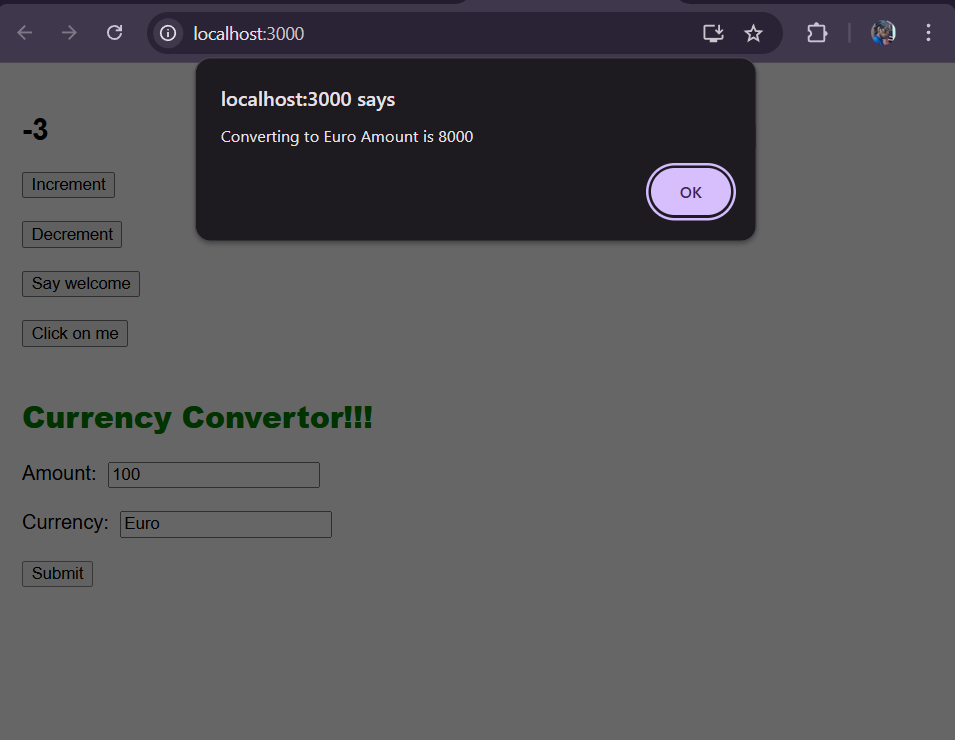 localhost:3000
localhost:3000 says
Converting to Euro Amount is 8000
OK
-3
Increment
Decrement
Say welcome
Click on me
Currency Convertor!!!
Amount: 100
Currency: Euro
Submit